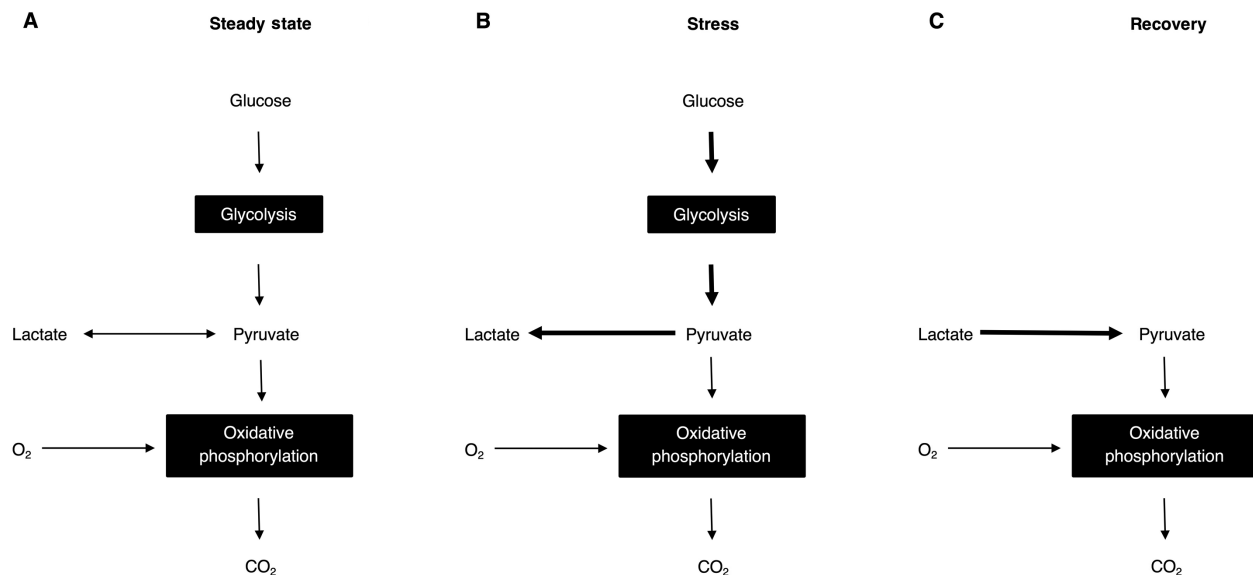 A
Steady state
Glucose
Glycolysis
Lactate
Pyruvate
O₂
Oxidative
phosphorylation
CO₂
B
Stress
Glucose
Glycolysis
Lactate
Pyruvate
O₂
Oxidative
phosphorylation
CO₂
C
Recovery
Lactate
Pyruvate
O₂
Oxidative
phosphorylation
CO₂